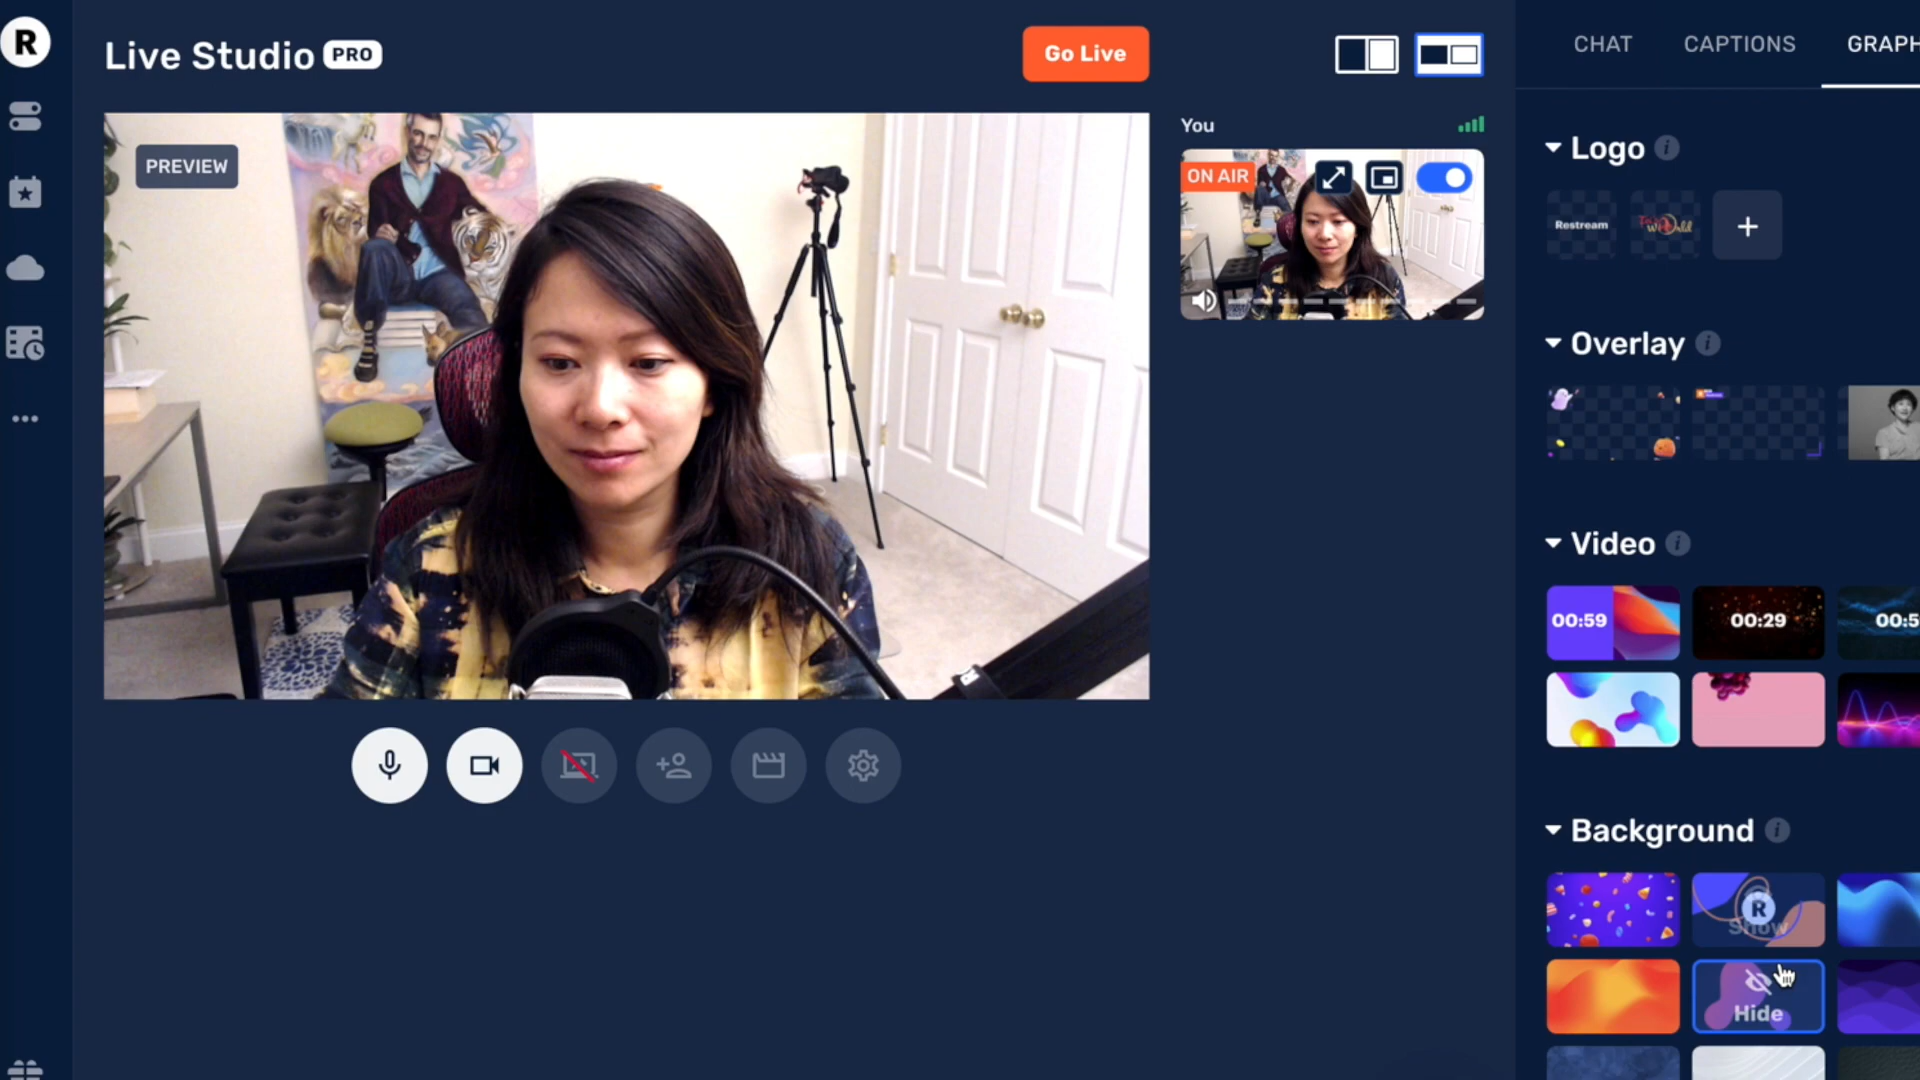 R
Live Studio PRO
Go Live
CHAT
CAPTIONS
GRAPH
PREVIEW
You
ON AIR
Logo
Restream
Overlay
Video
00:59
00:29
00:5
Background
R
Show
Hide